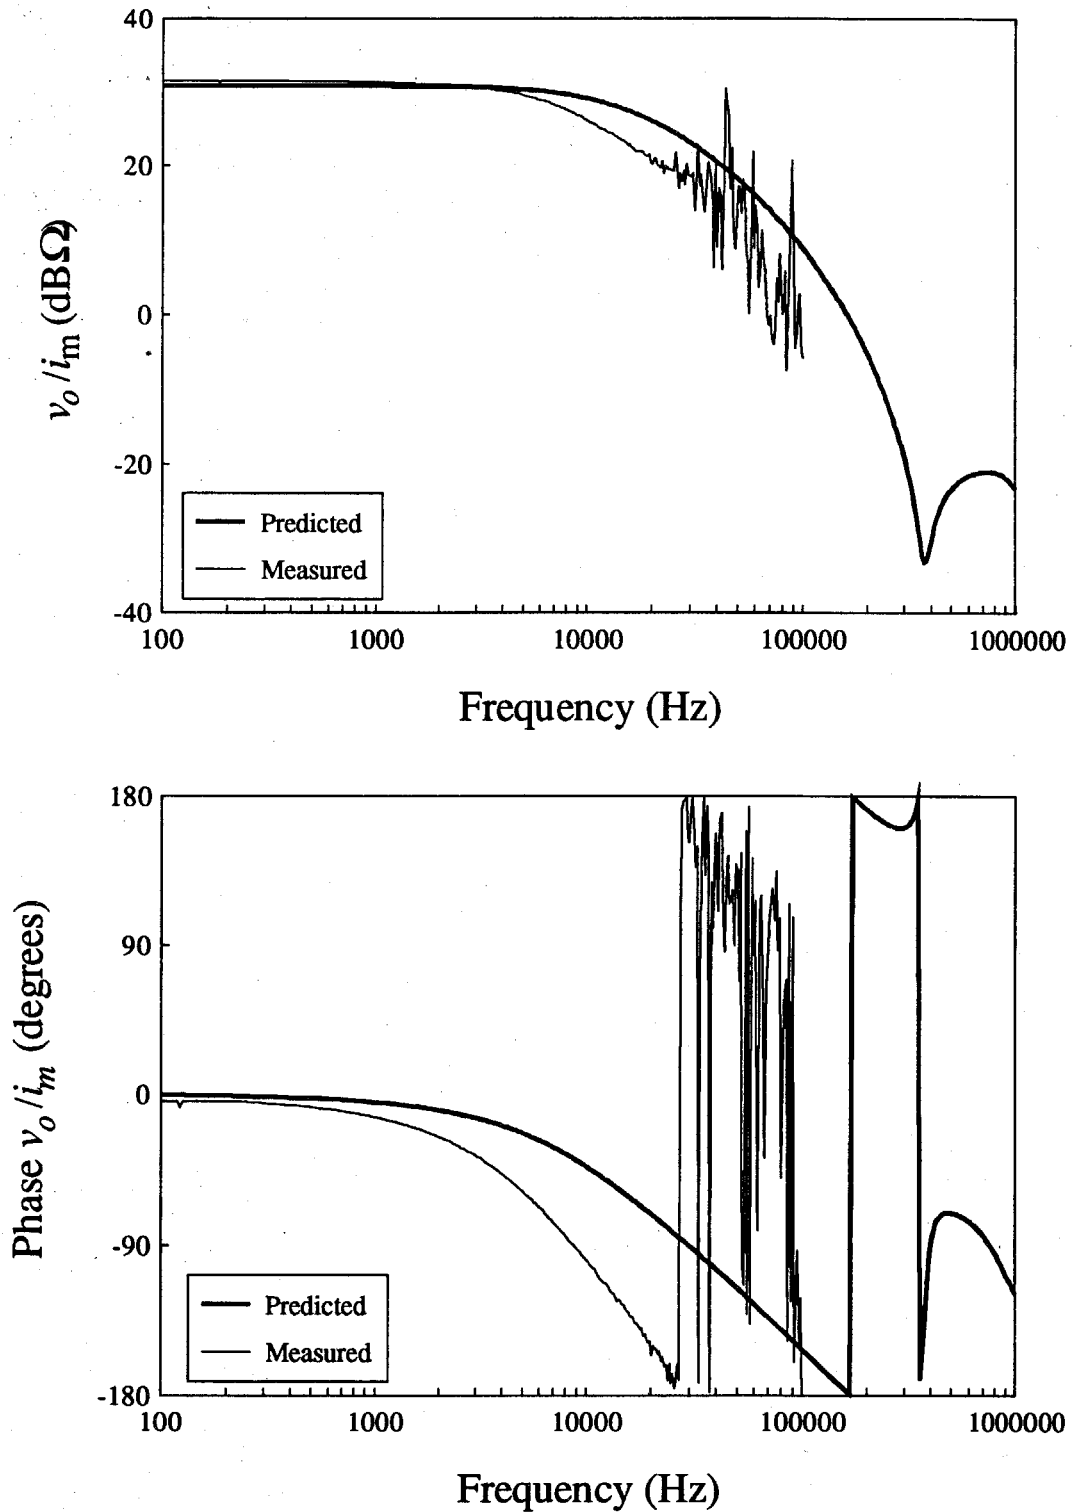 40
20
0
-20
-40
v_o/i_m (dBΩ)
Predicted
Measured
100 1000 10000 100000 1000000
Frequency (Hz)
180
90
0
-90
-180
Phase v_o/i_m (degrees)
Predicted
Measured
100 1000 10000 100000 1000000
Frequency (Hz)